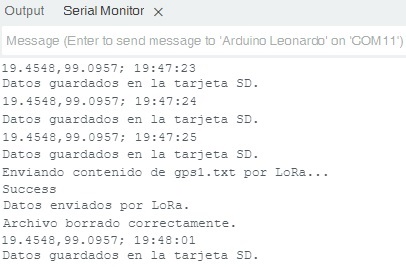 Output Serial Monitor ×
Message (Enter to send message to 'Arduino Leonardo' on 'COM11')
19.4548,99.0957; 19:47:23
Datos guardados en la tarjeta SD.
19.4548,99.0957; 19:47:24
Datos guardados en la tarjeta SD.
19.4548,99.0957; 19:47:25
Datos guardados en la tarjeta SD.
Enviando contenido de gps1.txt por LoRa...
Success
Datos enviados por LoRa.
Archivo borrado correctamente.
19.4548,99.0957; 19:48:01
Datos guardados en la tarjeta SD.